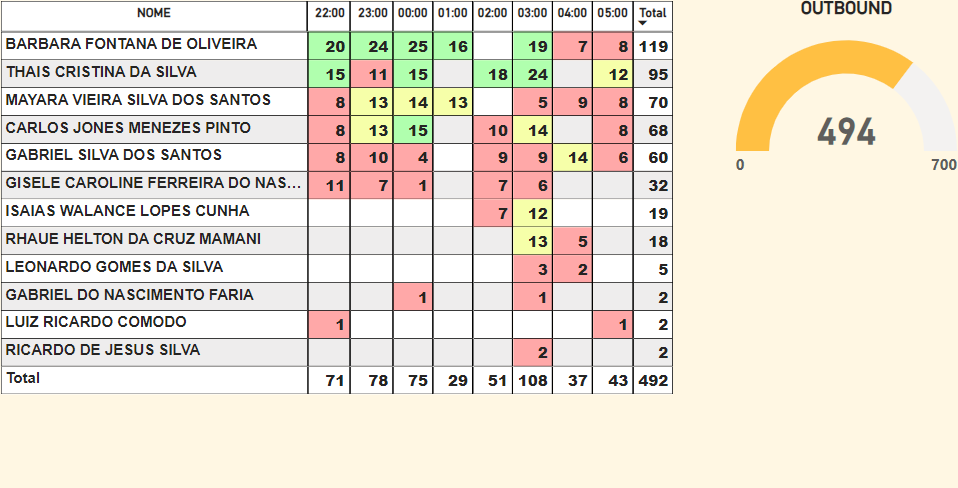 NOME 22:00 23:00 00:00 01:00 02:00 03:00 04:00 05:00 Total
BARBARA FONTANA DE OLIVEIRA 20 24 25 16 19 7 8 119
THAIS CRISTINA DA SILVA 15 11 15 18 24 12 95
MAYARA VIEIRA SILVA DOS SANTOS 8 13 14 13 5 9 8 70
CARLOS JONES MENEZES PINTO 8 13 15 10 14 8 68
GABRIEL SILVA DOS SANTOS 8 10 4 9 9 14 6 60
GISELE CAROLINE FERREIRA DO NAS... 11 7 1 7 6 32
ISAIAS WALANCE LOPES CUNHA 7 12 19
RHAUE HELTON DA CRUZ MAMANI 13 5 18
LEONARDO GOMES DA SILVA 3 2 5
GABRIEL DO NASCIMENTO FARIA 1 1 2
LUIZ RICARDO COMODO 1 1 2
RICARDO DE JESUS SILVA 2 2
Total 71 78 75 29 51 108 37 43 492
OUTBOUND
494
0 700